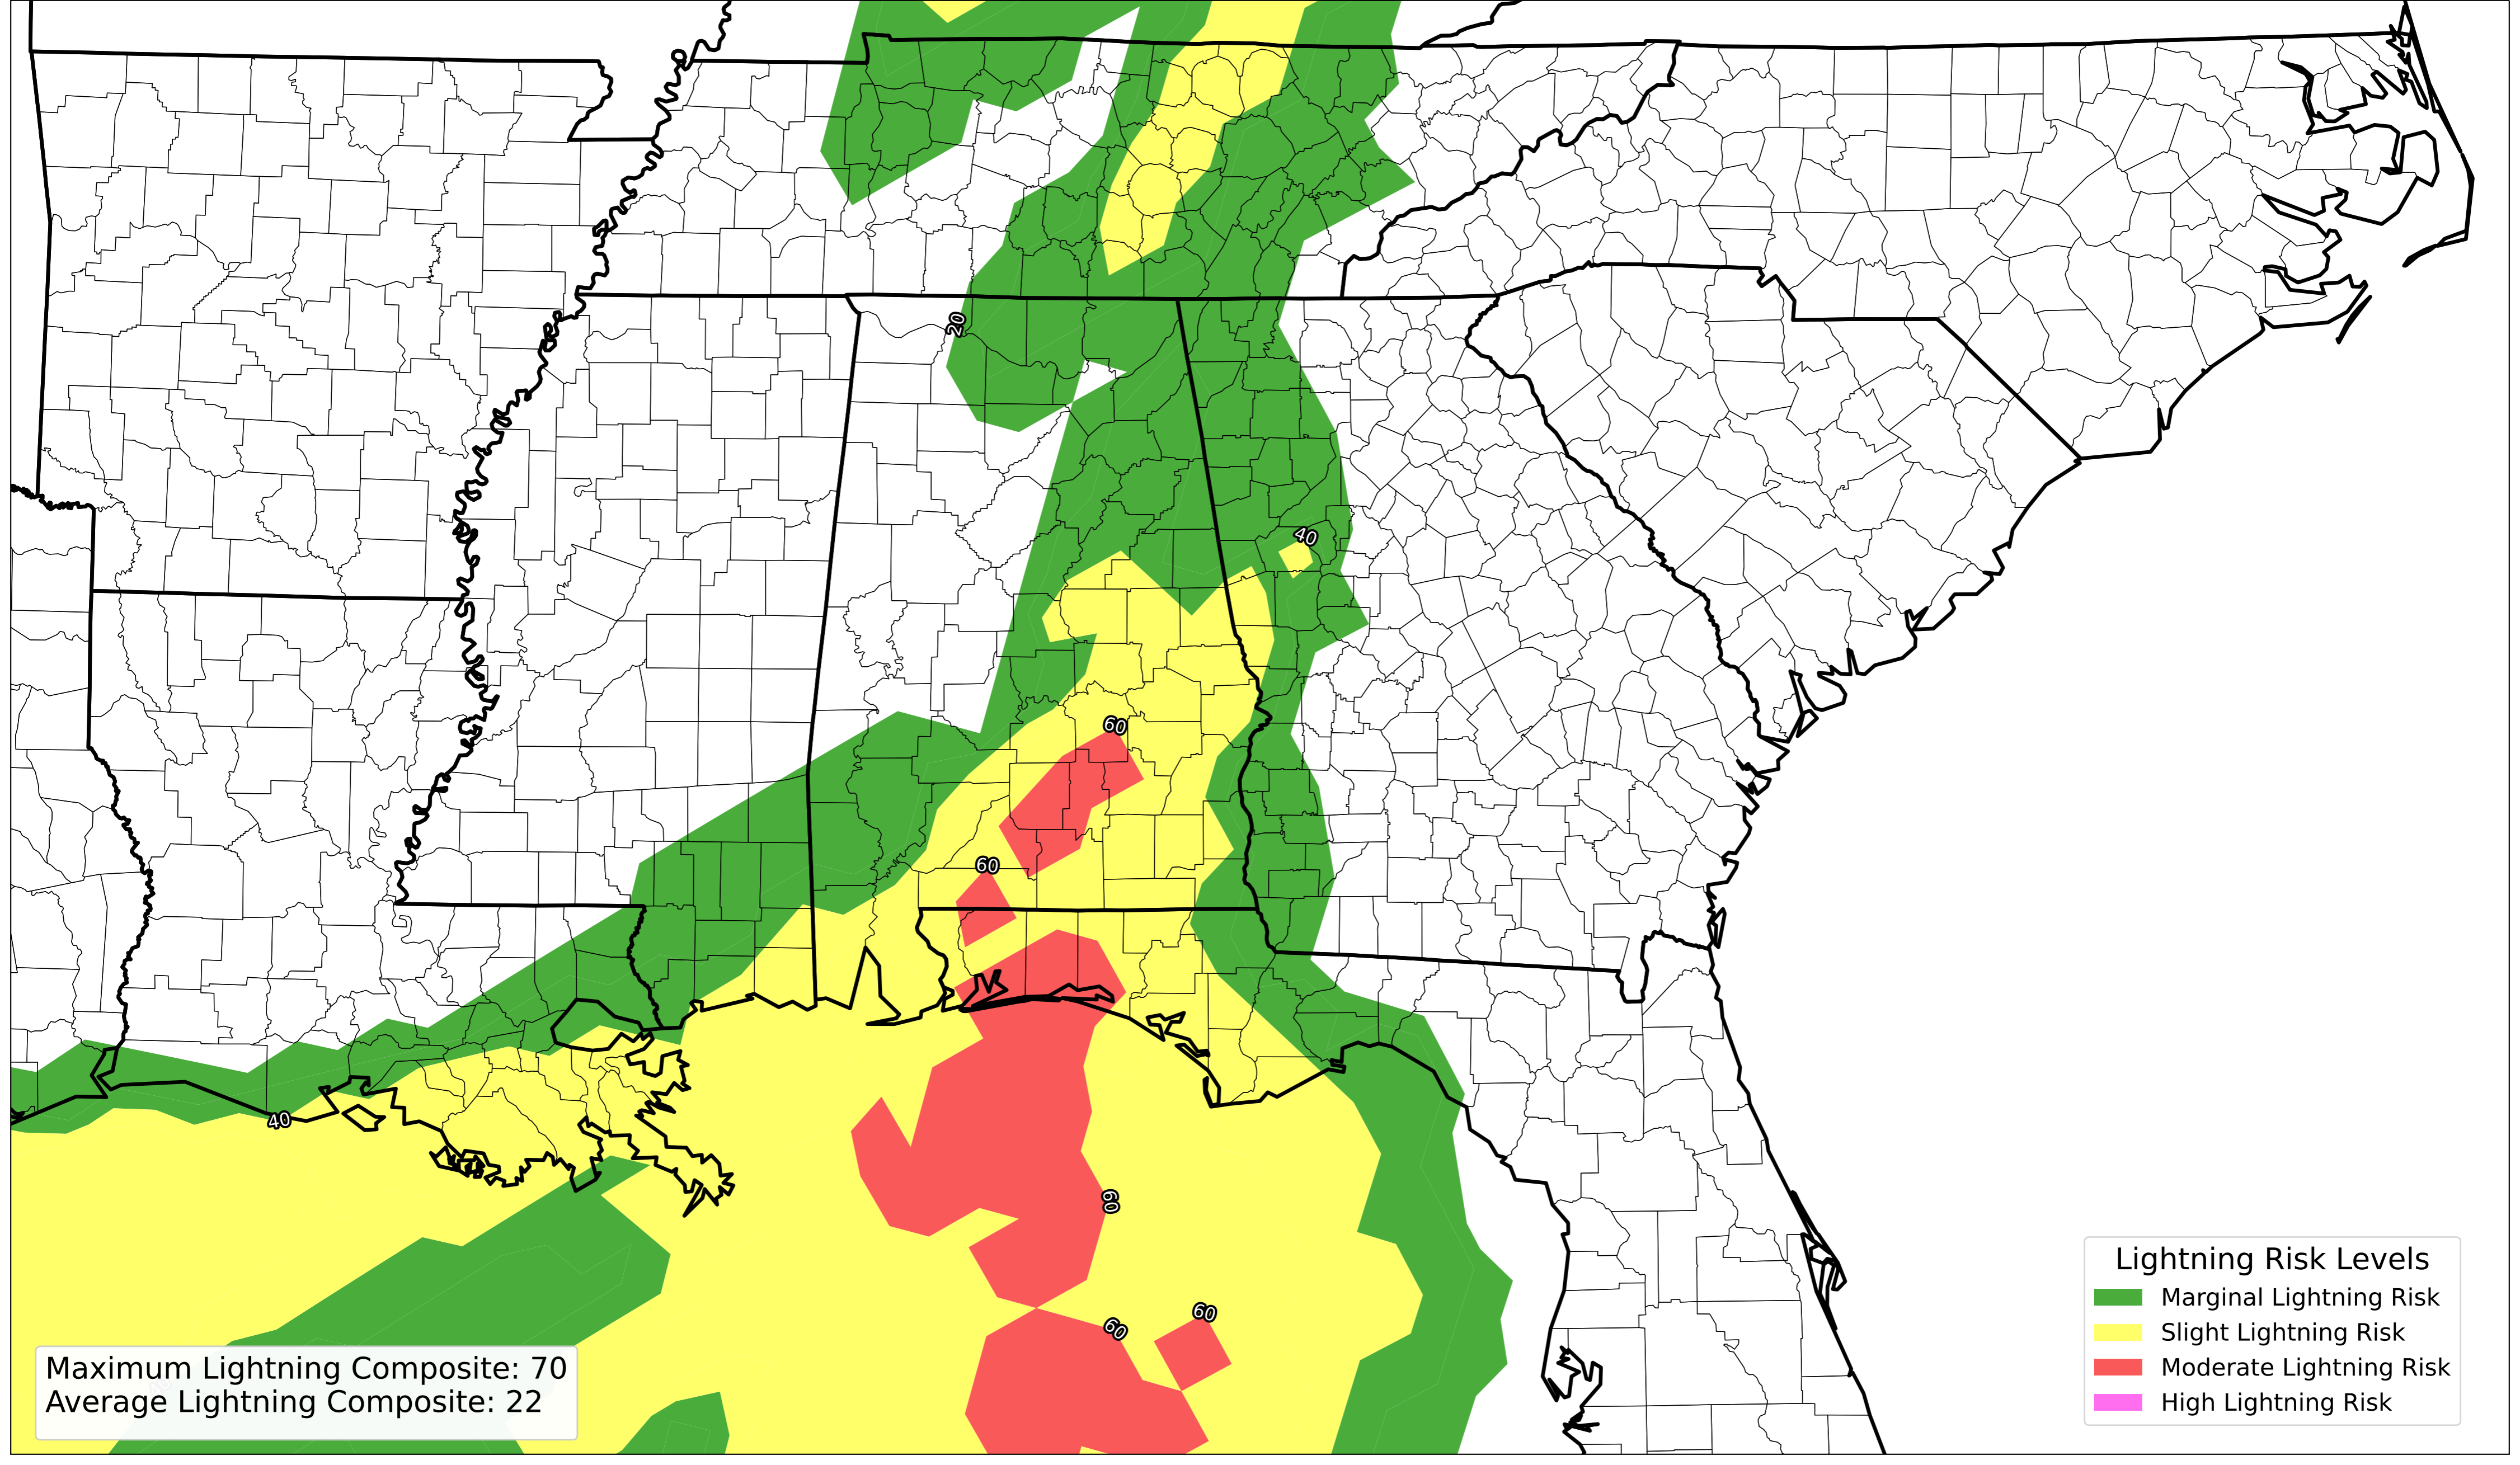 20
40
60
60
40
60
60
60
Lightning Risk Levels
Marginal Lightning Risk
Slight Lightning Risk
Moderate Lightning Risk
High Lightning Risk
Maximum Lightning Composite: 70
Average Lightning Composite: 22